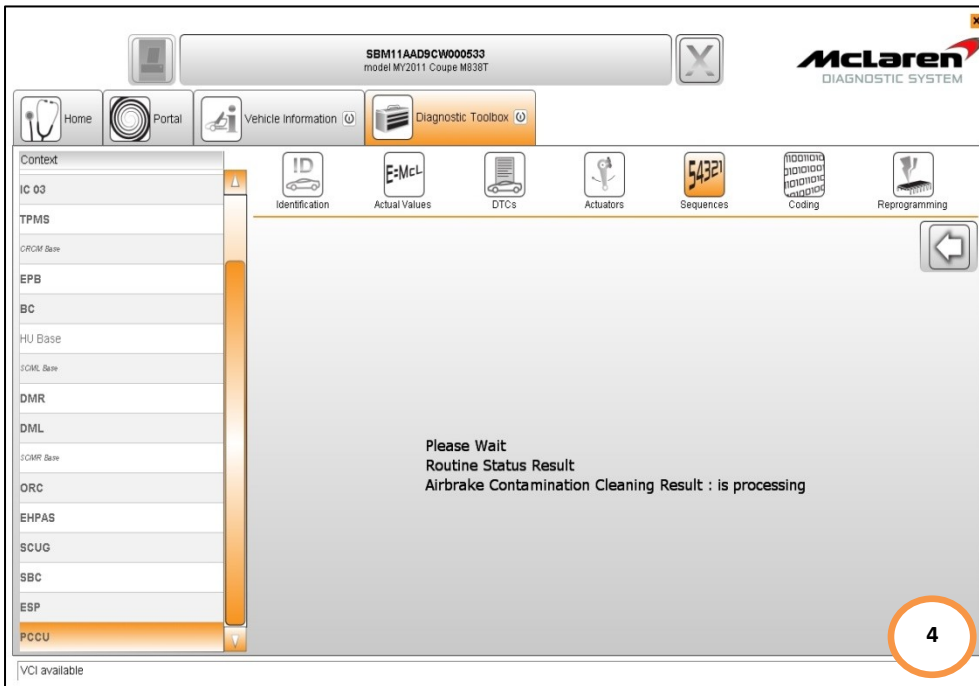 SBM11AAD9CW000533
model MY2011 Coupe M838T
McLaren
DIAGNOSTIC SYSTEM
Home
Portal
Vehicle Information
Diagnostic Toolbox
Context
IC 03
TPMS
ORCM Base
EPB
BC
HU Base
SCML Base
DMR
DML
SCMR Base
ORC
EHPAS
SCUG
SBC
ESP
PCCU
ID
Identification
E=McL
Actual Values
DTCs
Actuators
54321
Sequences
Coding
Reprogramming
Please Wait
Routine Status Result
Airbrake Contamination Cleaning Result : is processing
4
VCI available